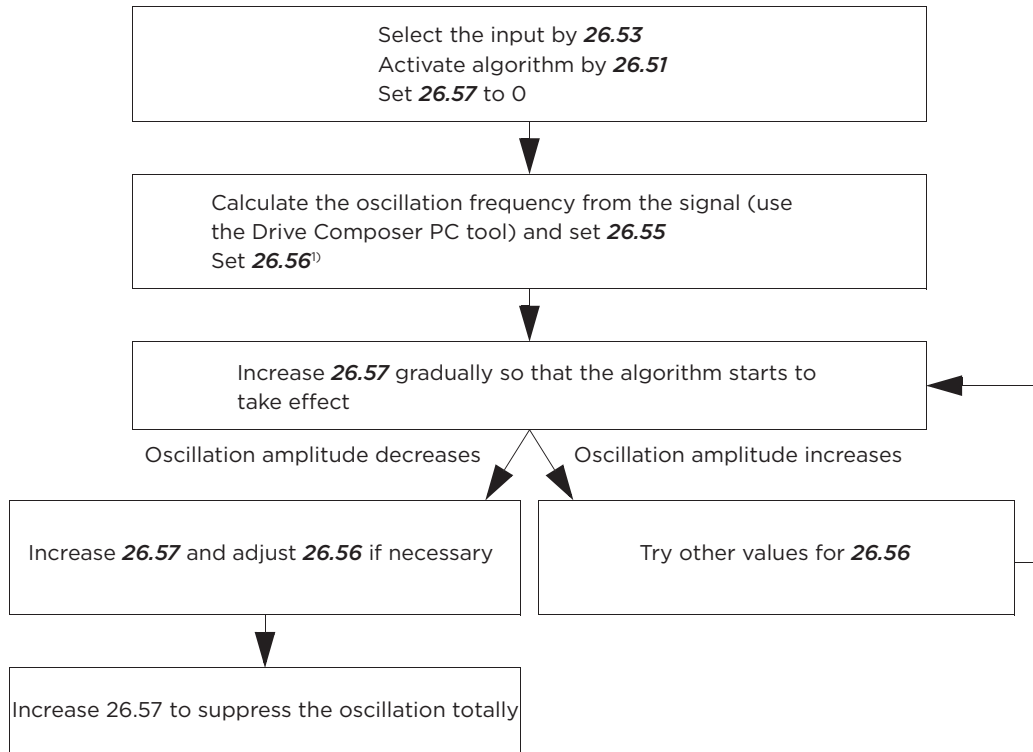 Select the input by 26.53
Activate algorithm by 26.51
Set 26.57 to 0
Calculate the oscillation frequency from the signal (use
the Drive Composer PC tool) and set 26.55
Set 26.56¹⁾
Increase 26.57 gradually so that the algorithm starts to
take effect
Oscillation amplitude decreases
Oscillation amplitude increases
Increase 26.57 and adjust 26.56 if necessary
Try other values for 26.56
Increase 26.57 to suppress the oscillation totally